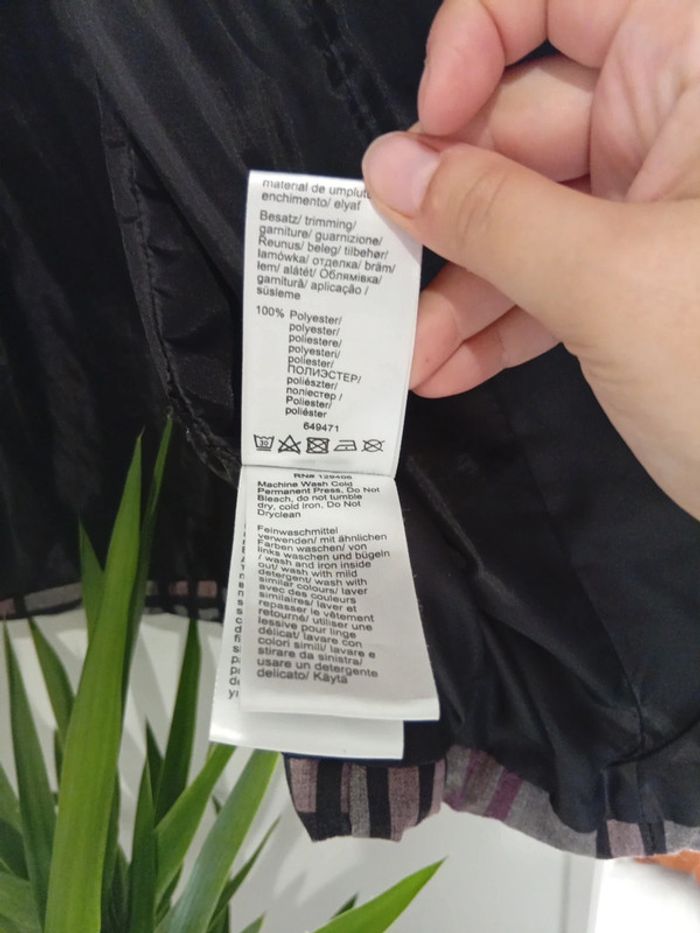 material de umplut
enchimento/ elyaf
Besatz/ trimming/
garniture/ guarnizione/
Reunus/ beleg/ tilbehør/
lamówka/ отделка/ bräm/
lem/ alátét/ Облямівка/
garnitură/ aplicação /
süsleme
100% Polyester/
polyester/
poliestere/
polyesteri/
poliester/
ПОЛИЭСТЕР/
poliészter/
поліестер /
Poliester/
poliéster
649471
30
RN# 129406
Machine Wash Cold
Permanent Press, Do Not
Bleach, do not tumble
dry, cold iron, Do Not
Dryclean
Feinwaschmittel
verwenden/ mit ähnlichen
Farben waschen/ von
links waschen und bügeln
/ wash and iron inside
out/ wash with mild
detergent/ wash with
similar colours/ laver
avec des couleurs
similaires/ laver et
repasser le vêtement
retourné/ utiliser une
lessive pour linge
délicat/ lavare con
colori simili/ lavare e
stirare da sinistra/
usare un detergente
delicato/ Käytä